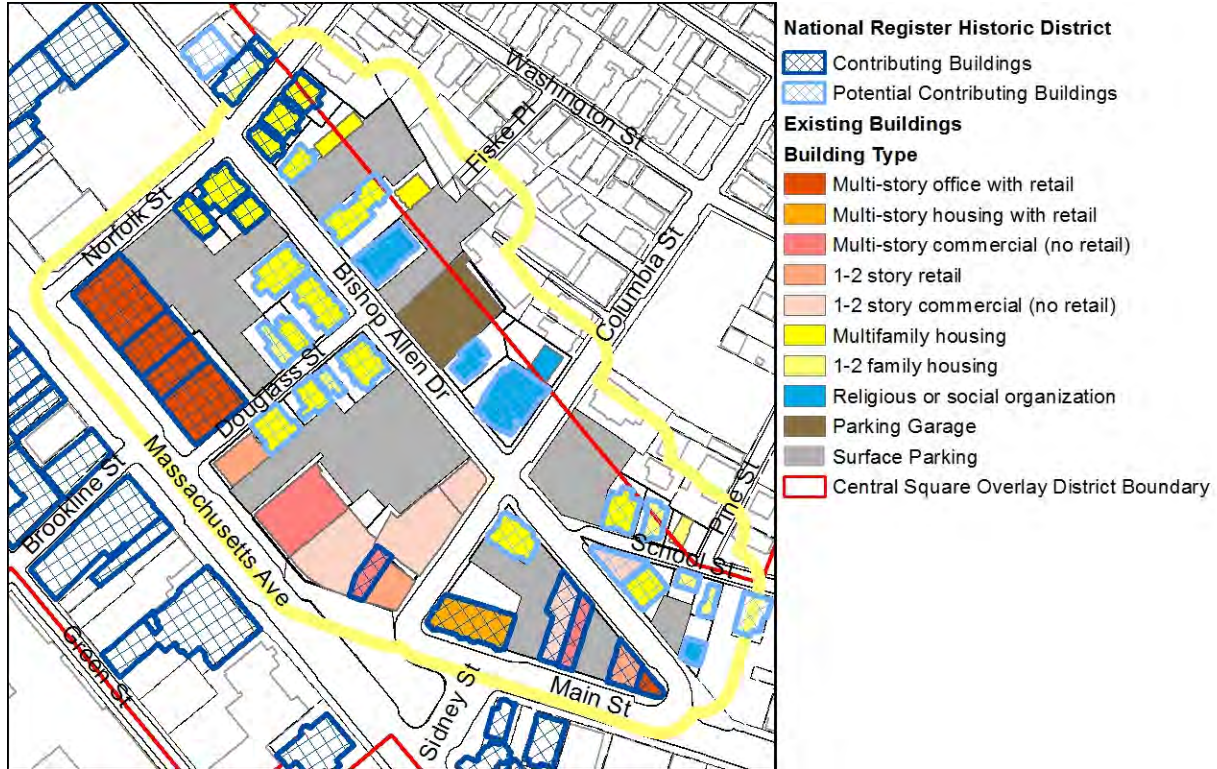 Washington St
Fiske Pl
Norfolk St
Columbia St
Bishop Allen Dr
Douglass St
Massachusetts Ave
Brookline St
Pine St
School St
Green St
Main St
Sidney St
National Register Historic District
Contributing Buildings
Potential Contributing Buildings
Existing Buildings
Building Type
Multi-story office with retail
Multi-story housing with retail
Multi-story commercial (no retail)
1-2 story retail
1-2 story commercial (no retail)
Multifamily housing
1-2 family housing
Religious or social organization
Parking Garage
Surface Parking
Central Square Overlay District Boundary